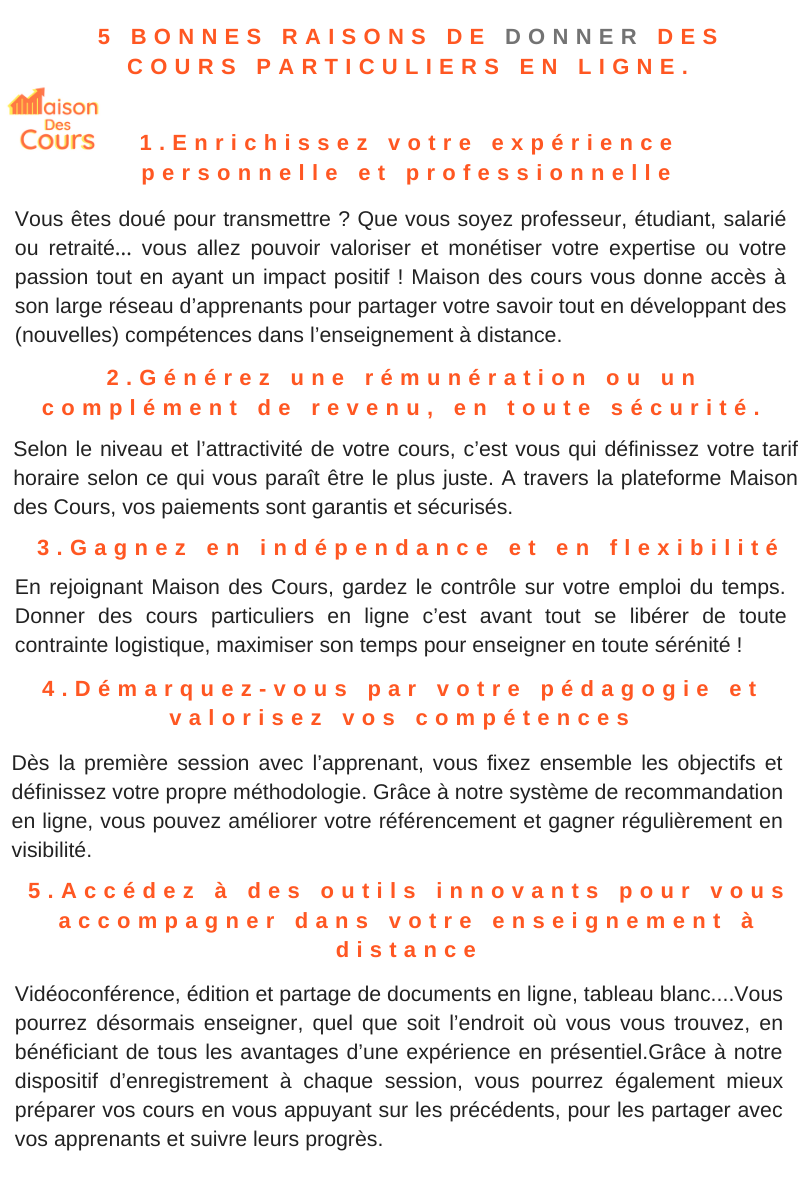 5 BONNES RAISONS DE DONNER DES
COURS PARTICULIERS EN LIGNE.
Maison
Des
Cours
1.Enrichissez votre expérience
personnelle et professionnelle
Vous êtes doué pour transmettre ? Que vous soyez professeur, étudiant, salarié
ou retraité... vous allez pouvoir valoriser et monétiser votre expertise ou votre
passion tout en ayant un impact positif ! Maison des cours vous donne accès à
son large réseau d’apprenants pour partager votre savoir tout en développant des
(nouvelles) compétences dans l’enseignement à distance.
2.Générez une rémunération ou un
complément de revenu, en toute sécurité.
Selon le niveau et l’attractivité de votre cours, c’est vous qui définissez votre tarif
horaire selon ce qui vous paraît être le plus juste. A travers la plateforme Maison
des Cours, vos paiements sont garantis et sécurisés.
3.Gagnez en indépendance et en flexibilité
En rejoignant Maison des Cours, gardez le contrôle sur votre emploi du temps.
Donner des cours particuliers en ligne c’est avant tout se libérer de toute
contrainte logistique, maximiser son temps pour enseigner en toute sérénité !
4.Démarquez-vous par votre pédagogie et
valorisez vos compétences
Dès la première session avec l’apprenant, vous fixez ensemble les objectifs et
définissez votre propre méthodologie. Grâce à notre système de recommandation
en ligne, vous pouvez améliorer votre référencement et gagner régulièrement en
visibilité.
5.Accédez à des outils innovants pour vous
accompagner dans votre enseignement à
distance
Vidéoconférence, édition et partage de documents en ligne, tableau blanc....Vous
pourrez désormais enseigner, quel que soit l’endroit où vous vous trouvez, en
bénéficiant de tous les avantages d’une expérience en présentiel.Grâce à notre
dispositif d’enregistrement à chaque session, vous pourrez également mieux
préparer vos cours en vous appuyant sur les précédents, pour les partager avec
vos apprenants et suivre leurs progrès.